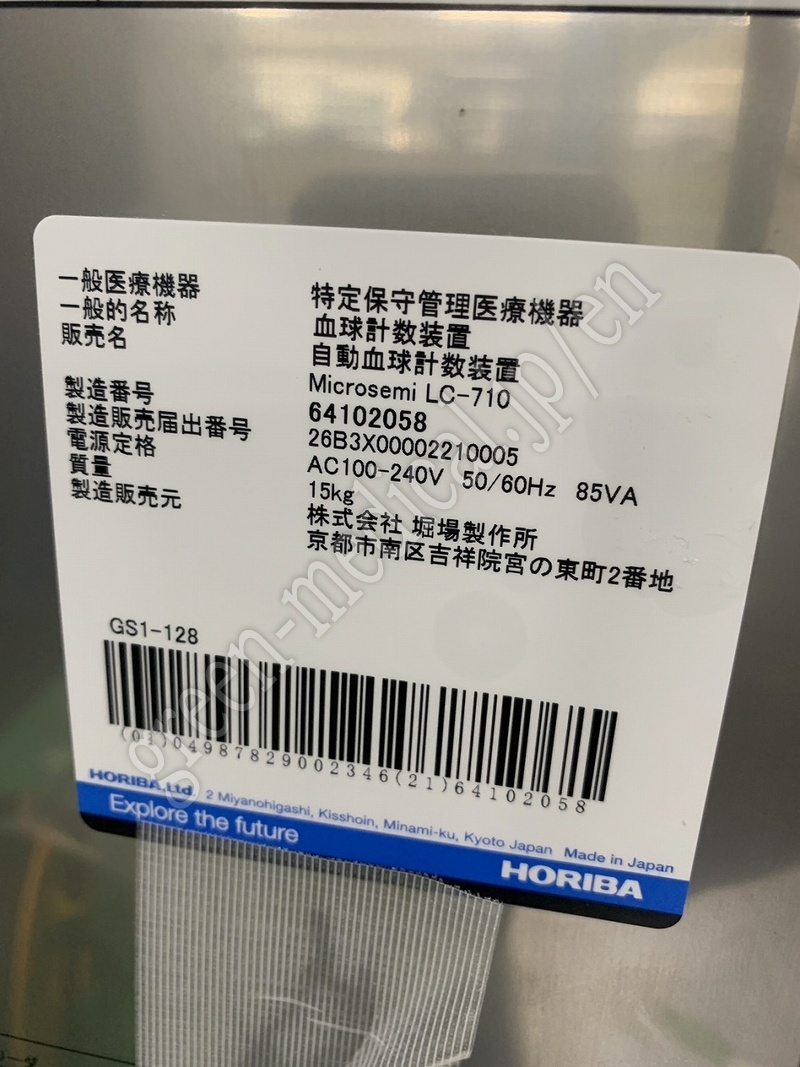 一般医療機器 特定保守管理医療機器
一般的名称 血球計数装置
販売名 自動血球計数装置
Microsemi LC-710
製造番号 64102058
製造販売届出番号 26B3X00002210005
電源定格 AC100-240V 50/60Hz 85VA
質量 15kg
製造販売元 株式会社 堀場製作所
京都市南区吉祥院宮の東町2番地
GS1-128
(01)04987829002346(21)64102058
HORIBA,Ltd. 2 Miyanohigashi, Kisshoin, Minami-ku, Kyoto Japan Made in Japan
Explore the future
HORIBA
green-medical.jp/en